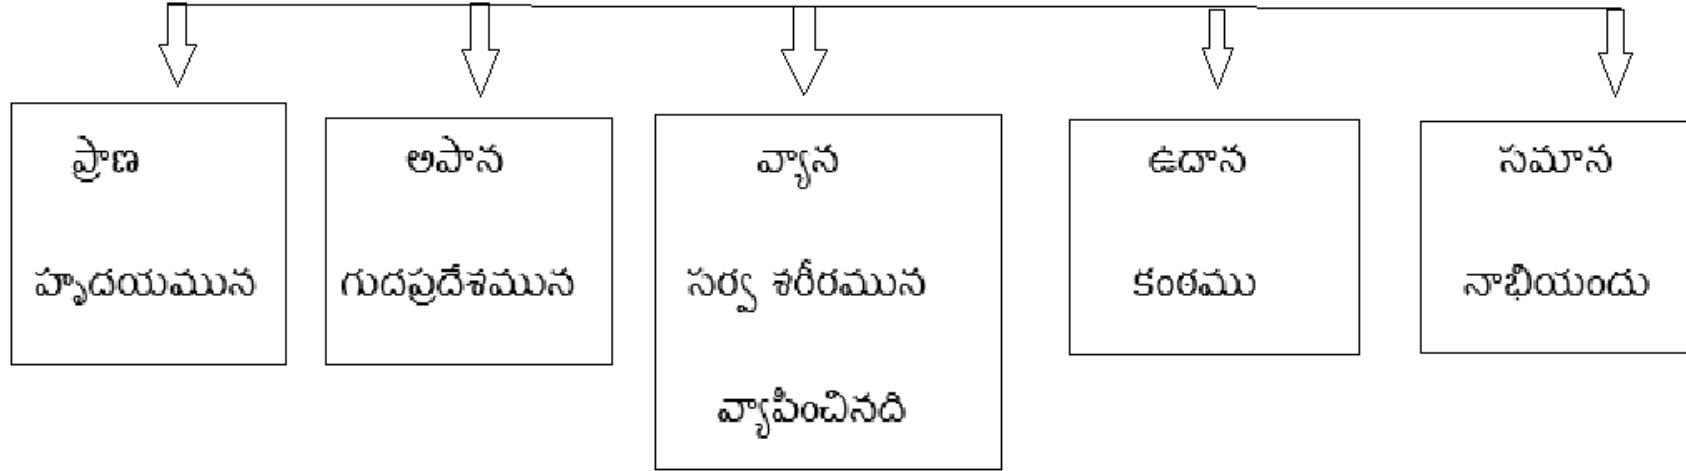 ప్రాణ
హృదయమున
అపాన
గుదప్రదేశమున
వ్యాన
సర్వ శరీరమున
వ్యాపించినది
ఉదాన
కంఠము
సమాన
నాభియందు